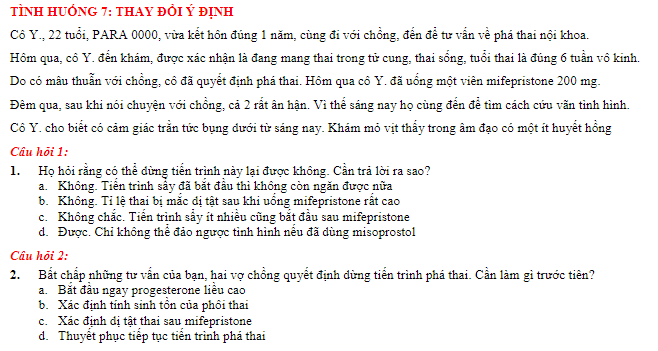 TÌNH HUỐNG 7: THAY ĐỔI Ý ĐỊNH
Cô Y., 22 tuổi, PARA 0000, vừa kết hôn đúng 1 năm, cùng đi với chồng, đến để tư vấn về phá thai nội khoa.
Hôm qua, cô Y. đến khám, được xác nhận là đang mang thai trong tử cung, thai sống, tuổi thai là đúng 6 tuần vô kinh.
Do có mâu thuẫn với chồng, cô đã quyết định phá thai. Hôm qua cô Y. đã uống một viên mifepristone 200 mg.
Đêm qua, sau khi nói chuyện với chồng, cả 2 rất ân hận. Vì thế sáng nay họ cùng đến để tìm cách cứu vãn tình hình.
Cô Y. cho biết có cảm giác trằn tức bụng dưới từ sáng nay. Khám mỏ vịt thấy trong âm đạo có một ít huyết hồng
Câu hỏi 1:
1. Họ hỏi rằng có thể dừng tiến trình này lại được không. Cần trả lời ra sao?
a. Không. Tiến trình sẩy đã bắt đầu thì không còn ngăn được nữa
b. Không. Tỉ lệ thai bị mắc dị tật sau khi uống mifepristone rất cao
c. Không chắc. Tiến trình sẩy ít nhiều cũng bắt đầu sau mifepristone
d. Được. Chỉ không thể đảo ngược tình hình nếu đã dùng misoprostol
Câu hỏi 2:
2. Bất chấp những tư vấn của bạn, hai vợ chồng quyết định dừng tiến trình phá thai. Cần làm gì trước tiên?
a. Bắt đầu ngay progesterone liều cao
b. Xác định tính sinh tồn của phôi thai
c. Xác định dị tật thai sau mifepristone
d. Thuyết phục tiếp tục tiến trình phá thai